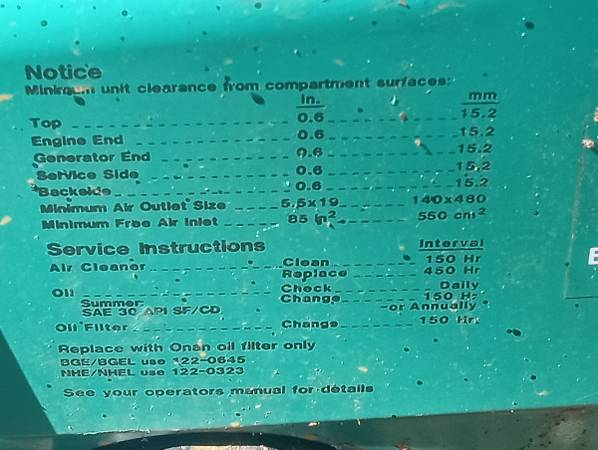 Notice
Minimum unit clearance from compartment surfaces:
in. mm
Top 0.6 15.2
Engine End 0.6 15.2
Generator End 0.6 15.2
Service Side 0.6 15.2
Backside 0.6 15.2
Minimum Air Outlet Size 5.5x19 140x480
Minimum Free Air Inlet 85 in² 550 cm²
Service Instructions Interval
Air Cleaner Clean 150 Hr
Replace 450 Hr
Oil Check Daily
Summer: Change 150 Hr
SAE 30 API SF/CD or Annually
Oil Filter Change 150 Hr
Replace with Onan oil filter only
BGE/BGEL use 122-0645
NHE/NHEL use 122-0323
See your operators manual for details